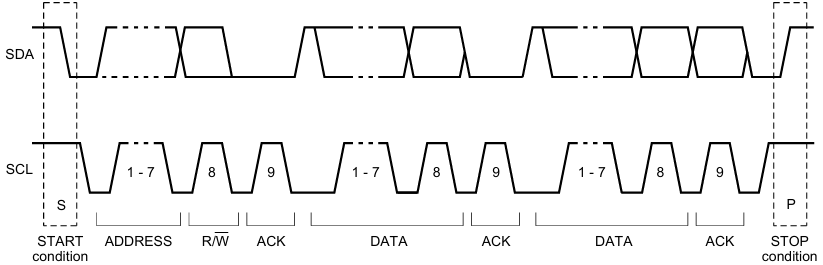 SDA
SCL
1 - 7
8
9
1 - 7
8
9
1 - 7
8
9
S
P
START
condition
ADDRESS
R/W̅
ACK
DATA
ACK
DATA
ACK
STOP
condition